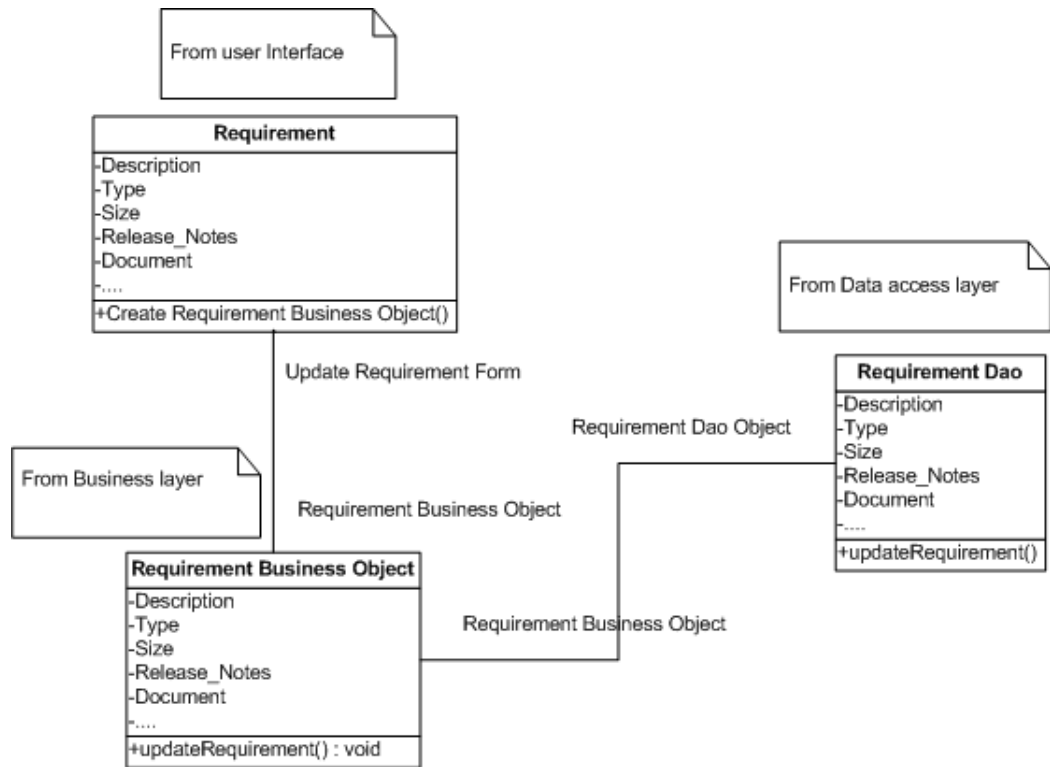 From user Interface
Requirement
-Description
-Type
-Size
-Release_Notes
-Document
-....
+Create Requirement Business Object()
Update Requirement Form
From Data access layer
Requirement Dao
-Description
-Type
-Size
-Release_Notes
-Document
-....
+updateRequirement()
Requirement Dao Object
From Business layer
Requirement Business Object
Requirement Business Object
-Description
-Type
-Size
-Release_Notes
-Document
-....
+updateRequirement() : void
Requirement Business Object